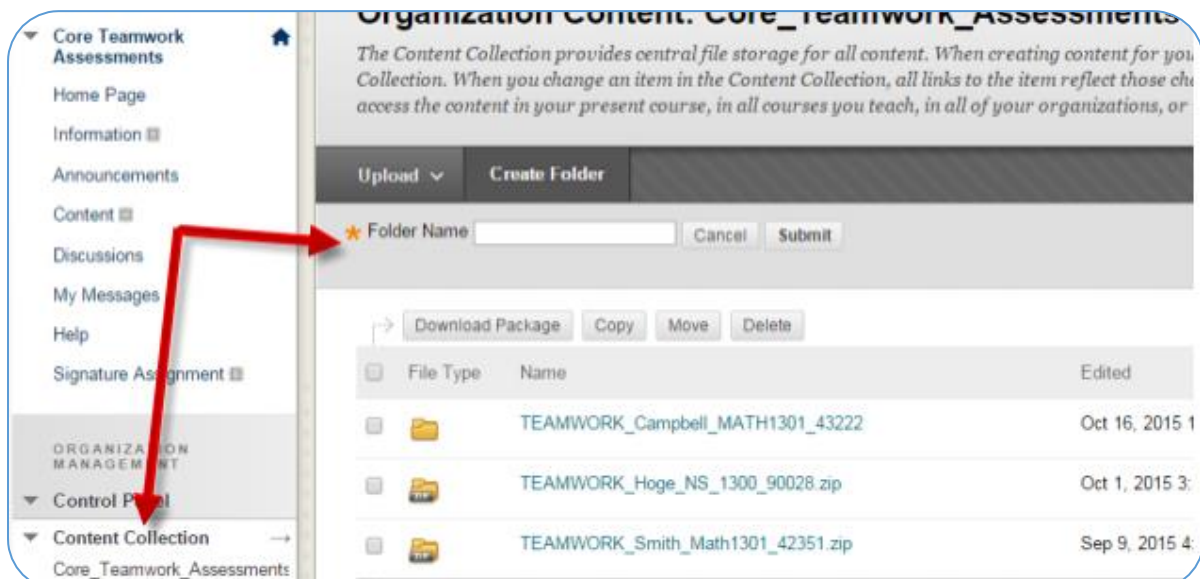 Core Teamwork
Assessments
Home Page
Information
Announcements
Content
Discussions
My Messages
Help
Signature Assignment
ORGANIZATION
MANAGEMENT
Control Panel
Content Collection
Core_Teamwork_Assessments
Organization Content: Core_Teamwork_Assessments
The Content Collection provides central file storage for all content. When creating content for you
Collection. When you change an item in the Content Collection, all links to the item reflect those cha
access the content in your present course, in all courses you teach, in all of your organizations, or
Upload Create Folder
* Folder Name Cancel Submit
Download Package Copy Move Delete
File Type Name Edited
TEAMWORK_Campbell_MATH1301_43222 Oct 16, 2015 1
TEAMWORK_Hoge_NS_1300_90028.zip Oct 1, 2015 3:
TEAMWORK_Smith_Math1301_42351.zip Sep 9, 2015 4: